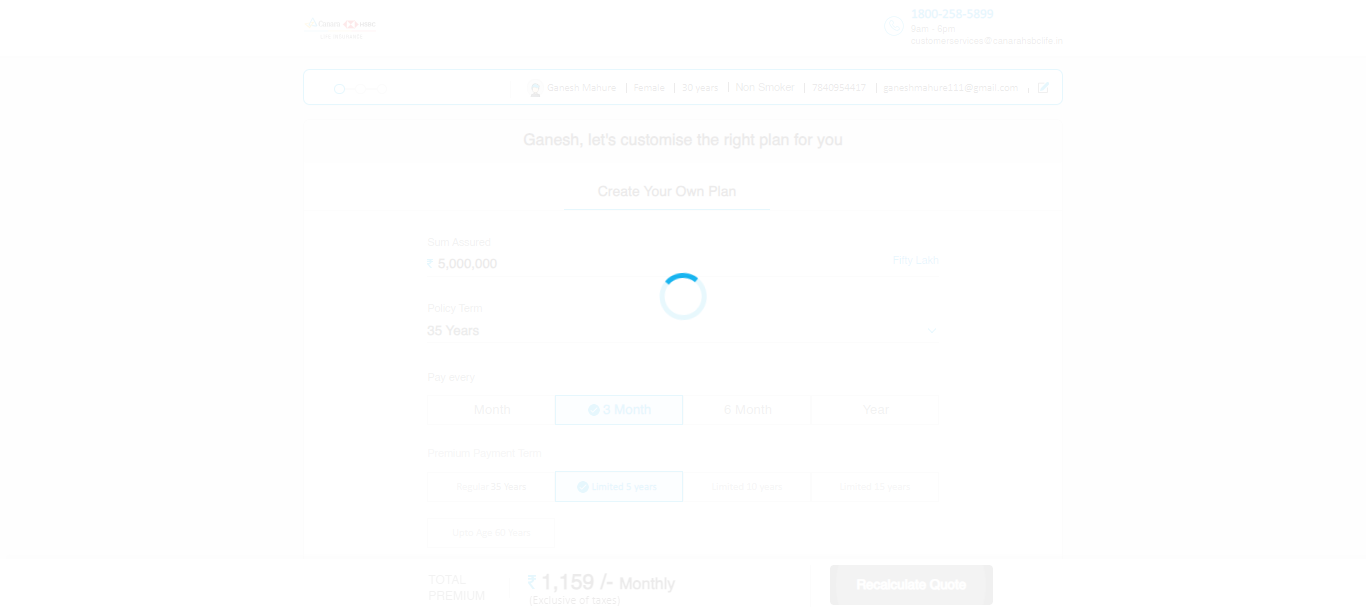 Canara HSBC
LIFE INSURANCE
1800-258-5899
9am - 6pm
customerservices@canarahsbclife.in
Ganesh Mahure | Female | 30 years | Non Smoker | 7840954417 | ganeshmahure111@gmail.com |
Ganesh, let's customise the right plan for you
Create Your Own Plan
Sum Assured
₹ 5,000,000 Fifty Lakh
Policy Term
35 Years
Pay every
Month 3 Month 6 Month Year
Premium Payment Term
Regular 35 Years Limited 5 years Limited 10 years Limited 15 years
Upto Age 60 Years
TOTAL
PREMIUM
₹ 1,159 /- Monthly
(Exclusive of taxes)
Recalculate Quote